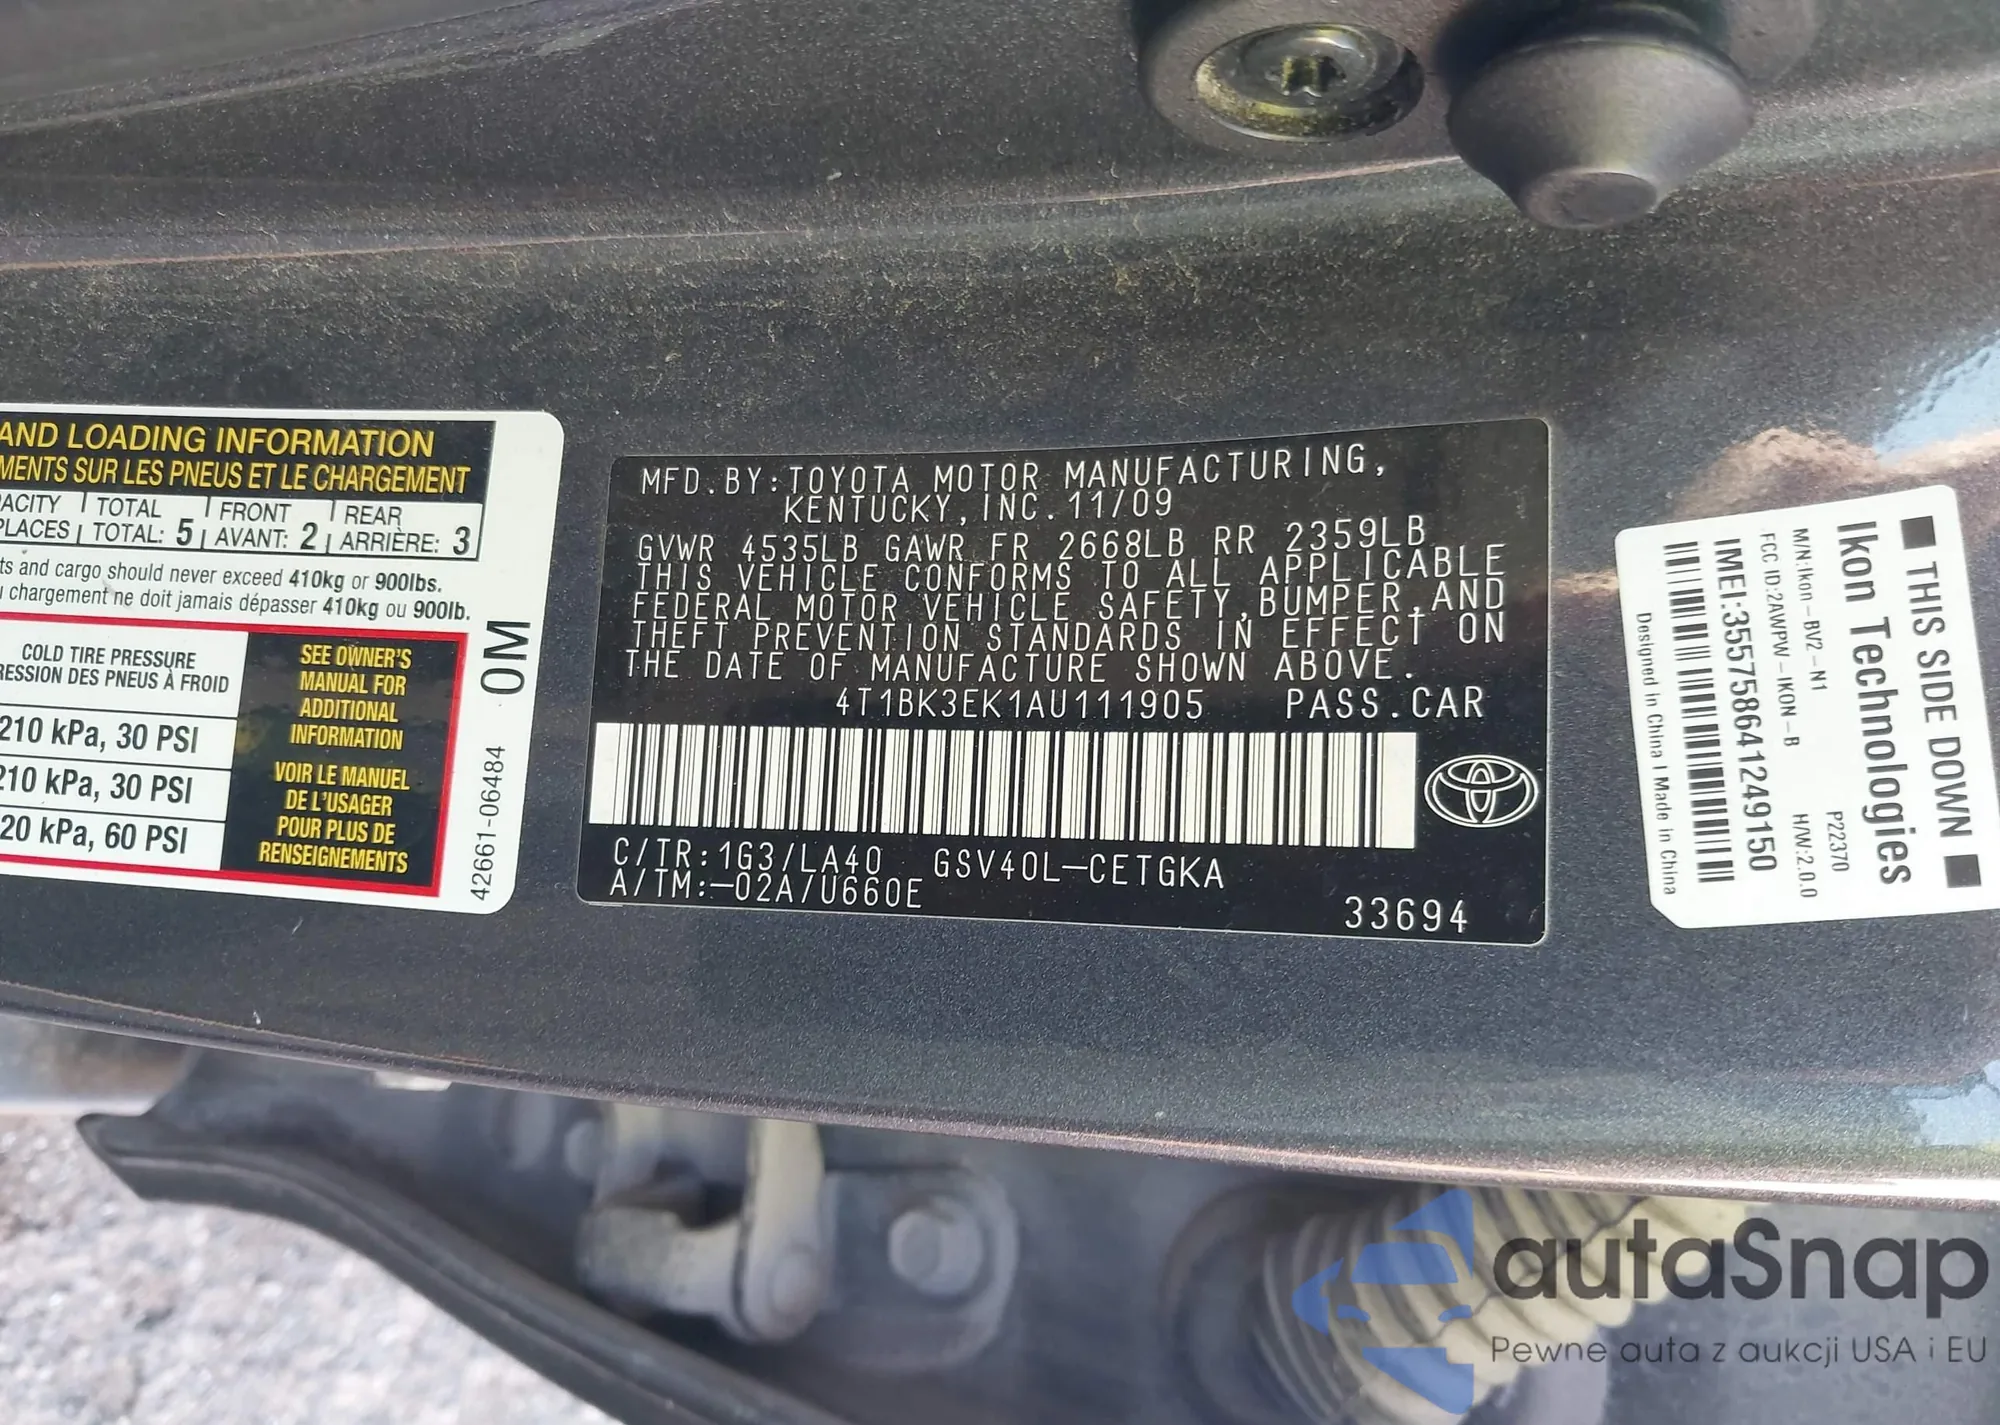 AND LOADING INFORMATION
MENTS SUR LES PNEUS ET LE CHARGEMENT
ACITY TOTAL FRONT REAR
PLACES TOTAL: 5 AVANT: 2 ARRIÈRE: 3
ts and cargo should never exceed 410kg or 900lbs.
chargement ne doit jamais dépasser 410kg ou 900lb.
COLD TIRE PRESSURE
RESSION DES PNEUS À FROID
210 kPa, 30 PSI
210 kPa, 30 PSI
20 kPa, 60 PSI
SEE OWNER'S
MANUAL FOR
ADDITIONAL
INFORMATION
VOIR LE MANUEL
DE L'USAGER
POUR PLUS DE
RENSEIGNEMENTS
42661-06484 0M
MFD.BY:TOYOTA MOTOR MANUFACTURING,
KENTUCKY,INC. 11/09
GVWR 4535LB GAWR FR 2668LB RR 2359LB
THIS VEHICLE CONFORMS TO ALL APPLICABLE
FEDERAL MOTOR VEHICLE SAFETY,BUMPER,AND
THEFT PREVENTION STANDARDS IN EFFECT ON
THE DATE OF MANUFACTURE SHOWN ABOVE.
4T1BK3EK1AU111905 PASS.CAR
C/TR:1G3/LA40 GSV40L-CETGKA
A/TM:-02A/U660E
33694
TOYOTA
THIS SIDE DOWN
Ikon Technologies
P22370
M/N:Ikon-BV2-N1
FCC ID:2AWPW-IKON-B H/W:2.0.0
IMEI:355758641249150
Designed in China | Made in China
autaSnap
Pewne auta z aukcji USA i EU